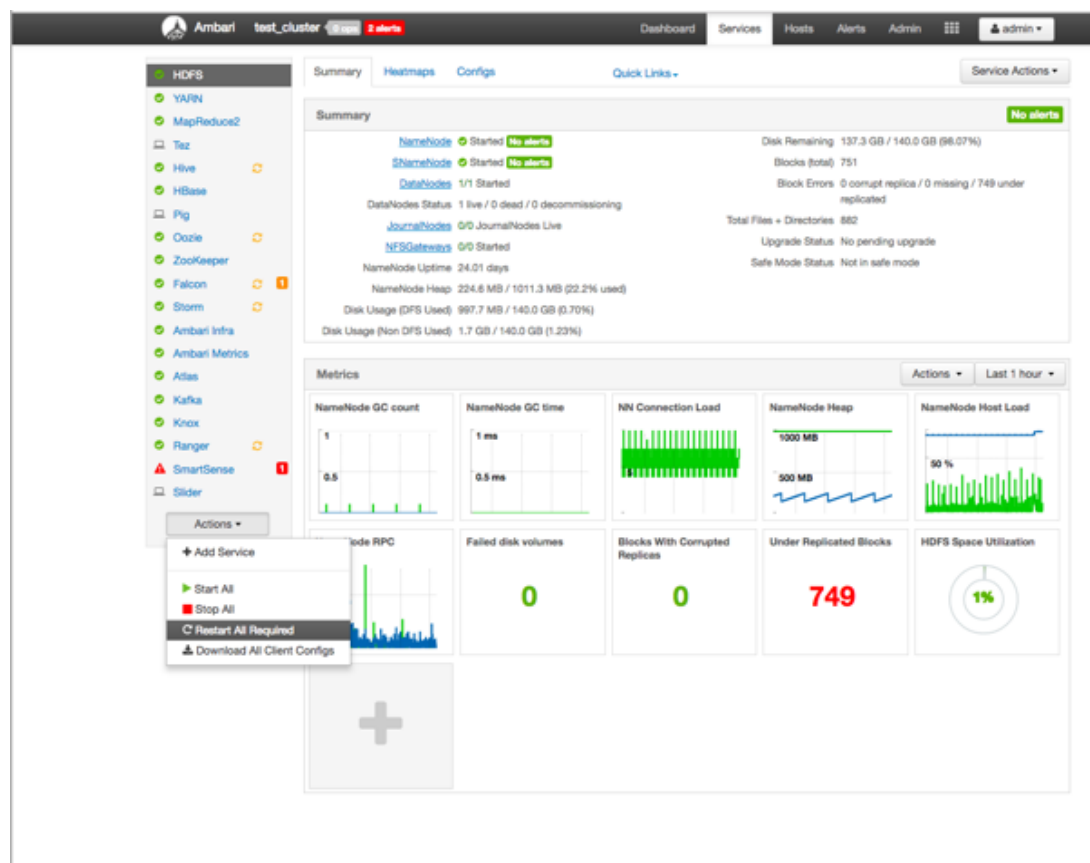 Ambari test_cluster 0 ops 2 alerts Dashboard Services Hosts Alerts Admin admin
HDFS
YARN
MapReduce2
Tez
Hive
HBase
Pig
Oozie
ZooKeeper
Falcon 1
Storm
Ambari Infra
Ambari Metrics
Atlas
Kafka
Knox
Ranger
SmartSense 1
Slider
Actions
Add Service
Start All
Stop All
Restart All Required
Download All Client Configs
Summary Heatmaps Configs Quick Links Service Actions
Summary No alerts
NameNode Started No alerts
SNameNode Started No alerts
DataNodes 1/1 Started
DataNodes Status 1 live / 0 dead / 0 decommissioning
JournalNodes 0/0 JournalNodes Live
NFSGateways 0/0 Started
NameNode Uptime 24.01 days
NameNode Heap 224.6 MB / 1011.3 MB (22.2% used)
Disk Usage (DFS Used) 997.7 MB / 140.0 GB (0.70%)
Disk Usage (Non DFS Used) 1.7 GB / 140.0 GB (1.23%)
Disk Remaining 137.3 GB / 140.0 GB (98.07%)
Blocks (total) 751
Block Errors 0 corrupt replica / 0 missing / 749 under
replicated
Total Files + Directories 882
Upgrade Status No pending upgrade
Safe Mode Status Not in safe mode
Metrics Actions Last 1 hour
NameNode GC count
1
0.5
NameNode GC time
1 ms
0.5 ms
NN Connection Load
NameNode Heap
1000 MB
500 MB
NameNode Host Load
50 %
ode RPC
Failed disk volumes
0
Blocks With Corrupted
Replicas
0
Under Replicated Blocks
749
HDFS Space Utilization
1%